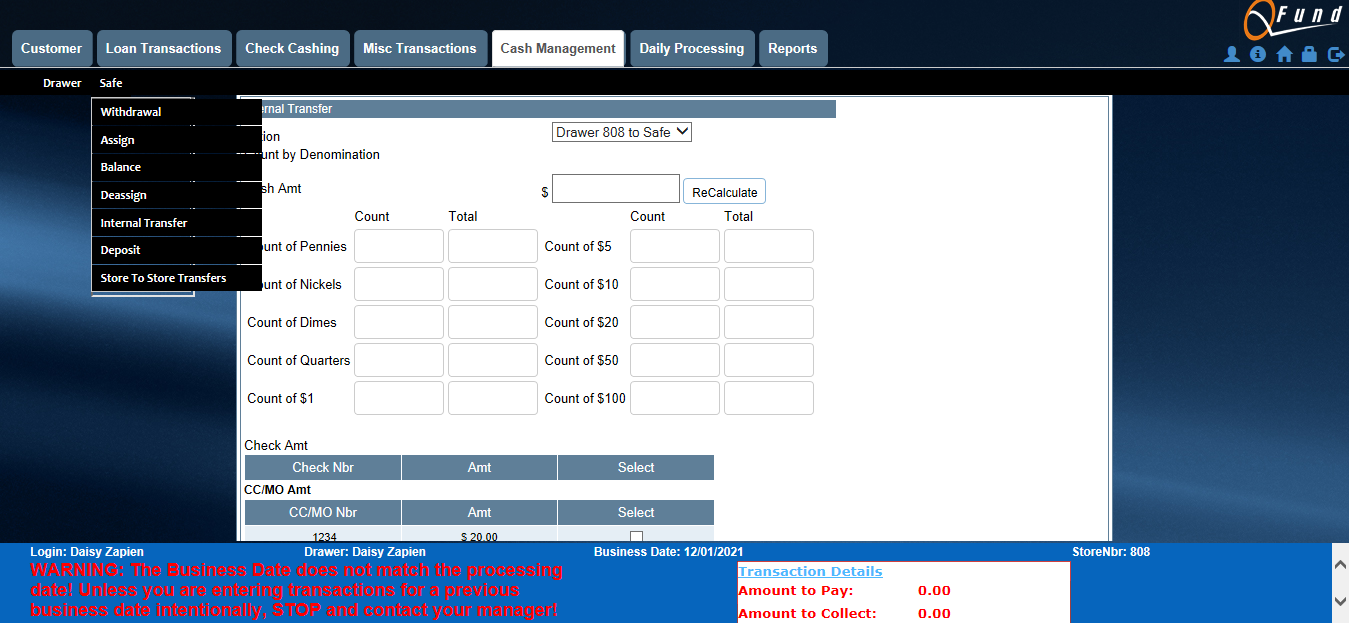 QFund
Customer Loan Transactions Check Cashing Misc Transactions Cash Management Daily Processing Reports
Drawer Safe
Withdrawal
Assign
Balance
Deassign
Internal Transfer
Deposit
Store To Store Transfers
ernal Transfer
tion Drawer 808 to Safe
unt by Denomination
sh Amt $ ReCalculate
Count Total Count Total
ount of Pennies Count of $5
ount of Nickels Count of $10
Count of Dimes Count of $20
Count of Quarters Count of $50
Count of $1 Count of $100
Check Amt
Check Nbr Amt Select
CC/MO Amt
CC/MO Nbr Amt Select
1234 $ 20.00
Login: Daisy Zapien Drawer: Daisy Zapien Business Date: 12/01/2021 StoreNbr: 808
WARNING: The Business Date does not match the processing
date! Unless you are entering transactions for a previous
business date intentionally, STOP and contact your manager!
Transaction Details
Amount to Pay: 0.00
Amount to Collect: 0.00